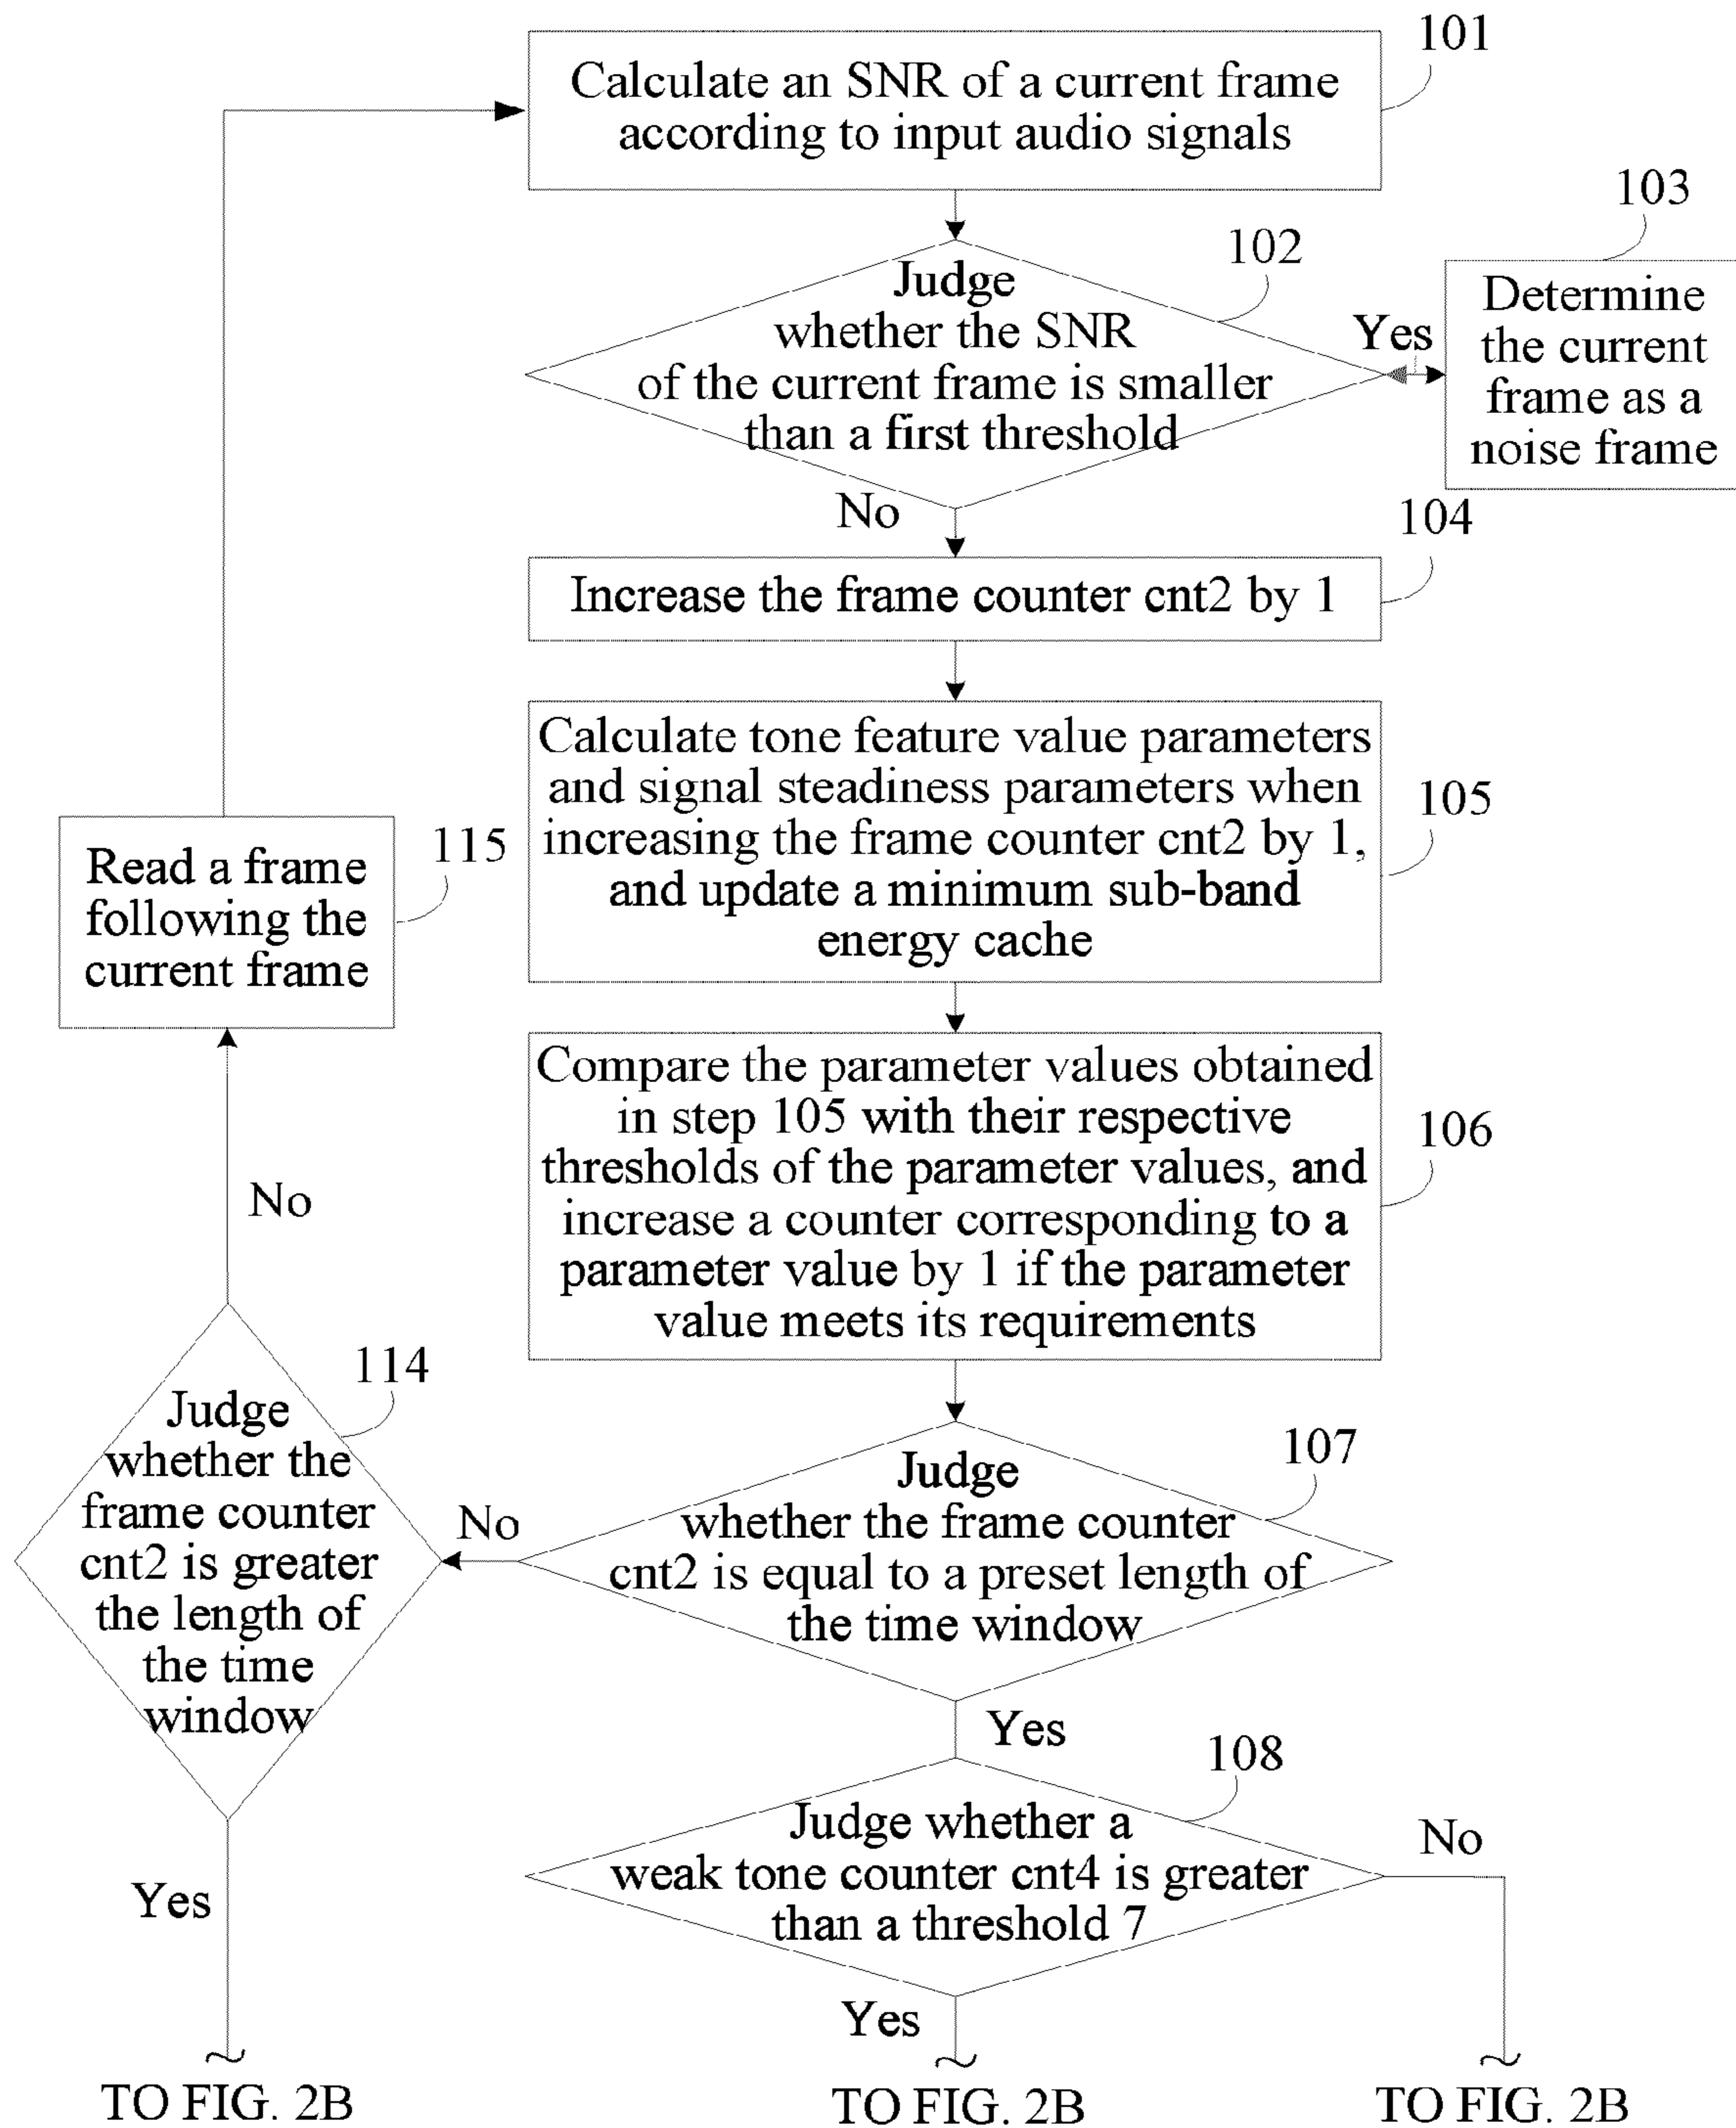 101
Calculate an SNR of a current frame
according to input audio signals
102
Judge
whether the SNR
of the current frame is smaller
than a first threshold
Yes
103
Determine
the current
frame as a
noise frame
No
104
Increase the frame counter cnt2 by 1
105
Calculate tone feature value parameters
and signal steadiness parameters when
increasing the frame counter cnt2 by 1,
and update a minimum sub-band
energy cache
115
Read a frame
following the
current frame
106
Compare the parameter values obtained
in step 105 with their respective
thresholds of the parameter values, and
increase a counter corresponding to a
parameter value by 1 if the parameter
value meets its requirements
No
114
Judge
whether the
frame counter
cnt2 is greater
the length of
the time
window
No
107
Judge
whether the frame counter
cnt2 is equal to a preset length of
the time window
Yes
108
Judge whether a
weak tone counter cnt4 is greater
than a threshold 7
No
Yes
Yes
TO FIG. 2B
TO FIG. 2B
TO FIG. 2B